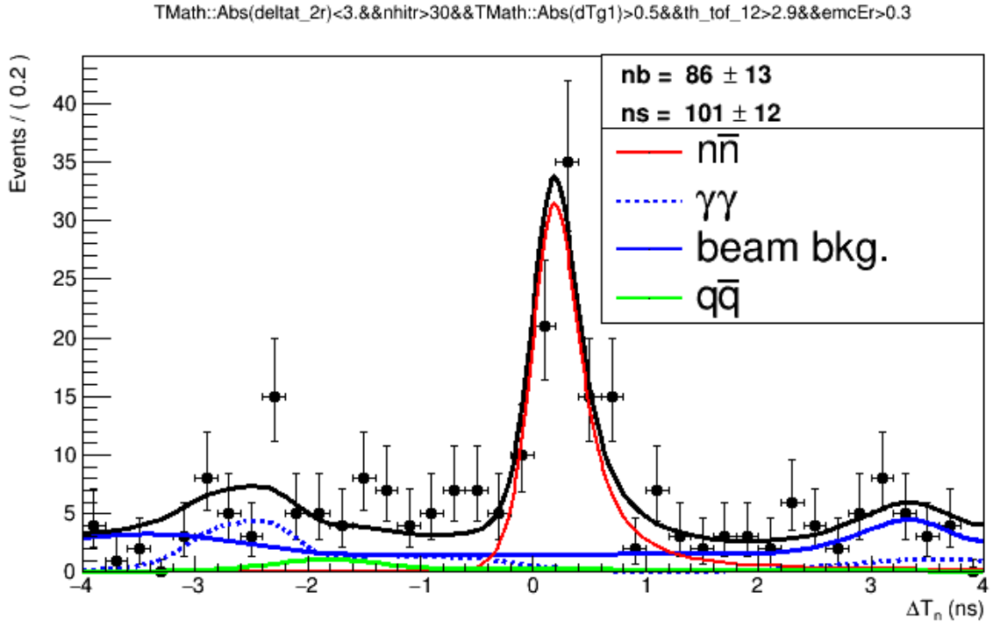 TMath::Abs(deltat_2r)<3.&&nhitr>30&&TMath::Abs(dTg1)>0.5&&th_tof_12>2.9&&emcEr>0.3
Events / ( 0.2 )
40
35
30
25
20
15
10
5
0
nb = 86 ± 13
ns = 101 ± 12
nn̅
γγ
beam bkg.
qq̅
−4 −3 −2 −1 0 1 2 3 4
ΔTn (ns)